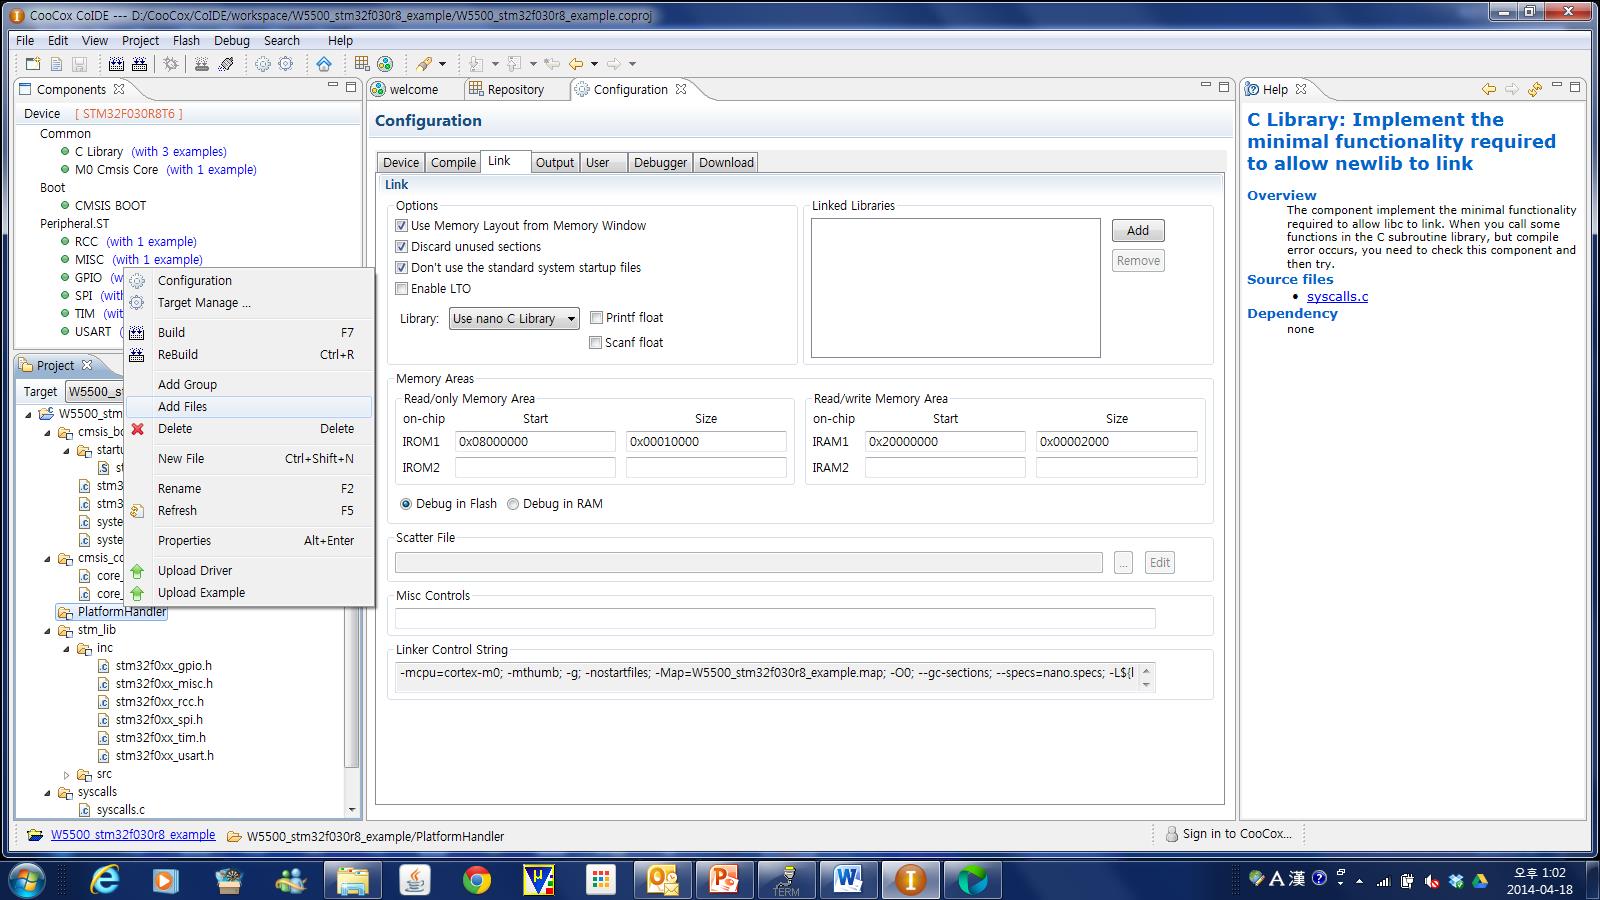 CooCox CoIDE --- D:/CooCox/CoIDE/workspace/W5500_stm32f030r8_example/W5500_stm32f030r8_example.coproj
File Edit View Project Flash Debug Search Help
Components
Device [ STM32F030R8T6 ]
Common
C Library (with 3 examples)
M0 Cmsis Core (with 1 example)
Boot
CMSIS BOOT
Peripheral.ST
RCC (with 1 example)
MISC (with 1 example)
GPIO (w
SPI (wit
TIM (w
USART (w
Project
Target W5500_st
W5500_stm
cmsis_bo
startu
st
stm3
stm3
syste
syste
cmsis_co
core_
core_
PlatformHandler
stm_lib
inc
stm32f0xx_gpio.h
stm32f0xx_misc.h
stm32f0xx_rcc.h
stm32f0xx_spi.h
stm32f0xx_tim.h
stm32f0xx_usart.h
src
syscalls
syscalls.c
Configuration
Target Manage ...
Build F7
ReBuild Ctrl+R
Add Group
Add Files
Delete Delete
New File Ctrl+Shift+N
Rename F2
Refresh F5
Properties Alt+Enter
Upload Driver
Upload Example
welcome Repository Configuration
Configuration
Device Compile Link Output User Debugger Download
Link
Options
Use Memory Layout from Memory Window
Discard unused sections
Don't use the standard system startup files
Enable LTO
Library: Use nano C Library Printf float
Scanf float
Linked Libraries
Add
Remove
Memory Areas
Read/only Memory Area
on-chip Start Size
IROM1 0x08000000 0x00010000
IROM2
Read/write Memory Area
on-chip Start Size
IRAM1 0x20000000 0x00002000
IRAM2
Debug in Flash Debug in RAM
Scatter File
... Edit
Misc Controls
Linker Control String
-mcpu=cortex-m0; -mthumb; -g; -nostartfiles; -Map=W5500_stm32f030r8_example.map; -O0; --gc-sections; --specs=nano.specs; -L${l
Help
C Library: Implement the
minimal functionality required
to allow newlib to link
Overview
The component implement the minimal functionality
required to allow libc to link. When you call some
functions in the C subroutine library, but compile
error occurs, you need to check this component and
then try.
Source files
syscalls.c
Dependency
none
W5500_stm32f030r8_example W5500_stm32f030r8_example/PlatformHandler
Sign in to CooCox...
TERM
A 漢
오후 1:02
2014-04-18